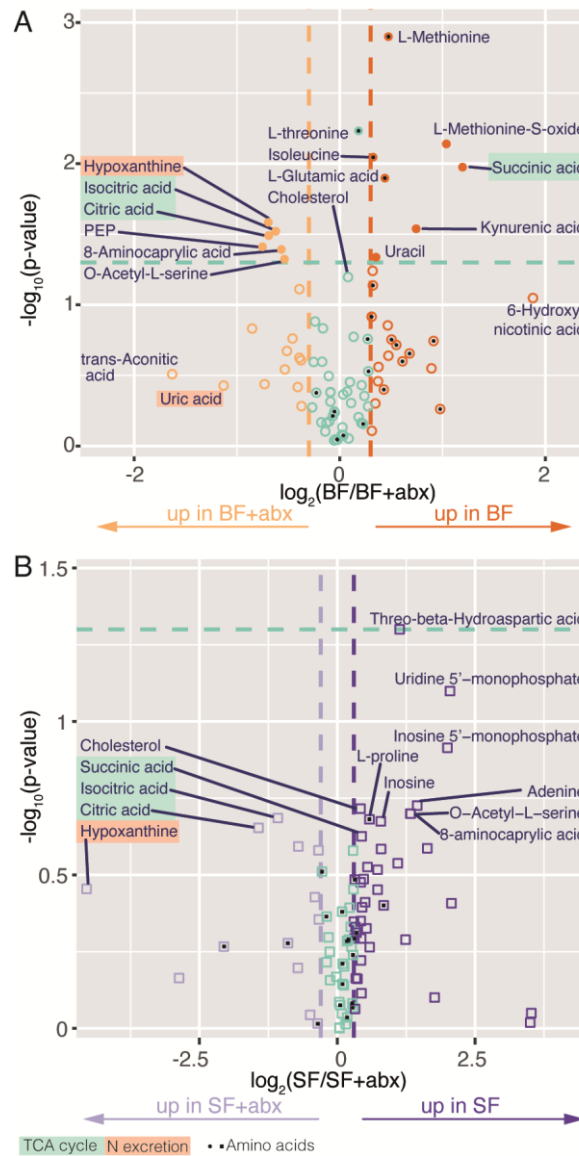 A
3
L-Methionine
L-threonine
L-Methionine-S-oxide
Isoleucine
Succinic acid
Hypoxanthine
L-Glutamic acid
Isocitric acid
Cholesterol
Citric acid
PEP
Kynurenic acid
8-Aminocaprylic acid
Uracil
O-Acetyl-L-serine
2
1
0
-log10(p-value)
6-Hydroxy
nicotinic acid
trans-Aconitic
acid
Uric acid
-2
-1
0
1
2
log2(BF/BF+abx)
up in BF+abx
up in BF
B
1.5
Threo-beta-Hydroaspartic acid
Uridine 5'-monophosphate
1
Inosine 5'-monophosphate
Cholesterol
L-proline
Succinic acid
Inosine
Isocitric acid
Adenine
Citric acid
O-Acetyl-L-serine
Hypoxanthine
8-aminocaprylic acid
-log10(p-value)
0.5
0
-2.5
0
2.5
log2(SF/SF+abx)
up in SF+abx
up in SF
TCA cycle N excretion Amino acids